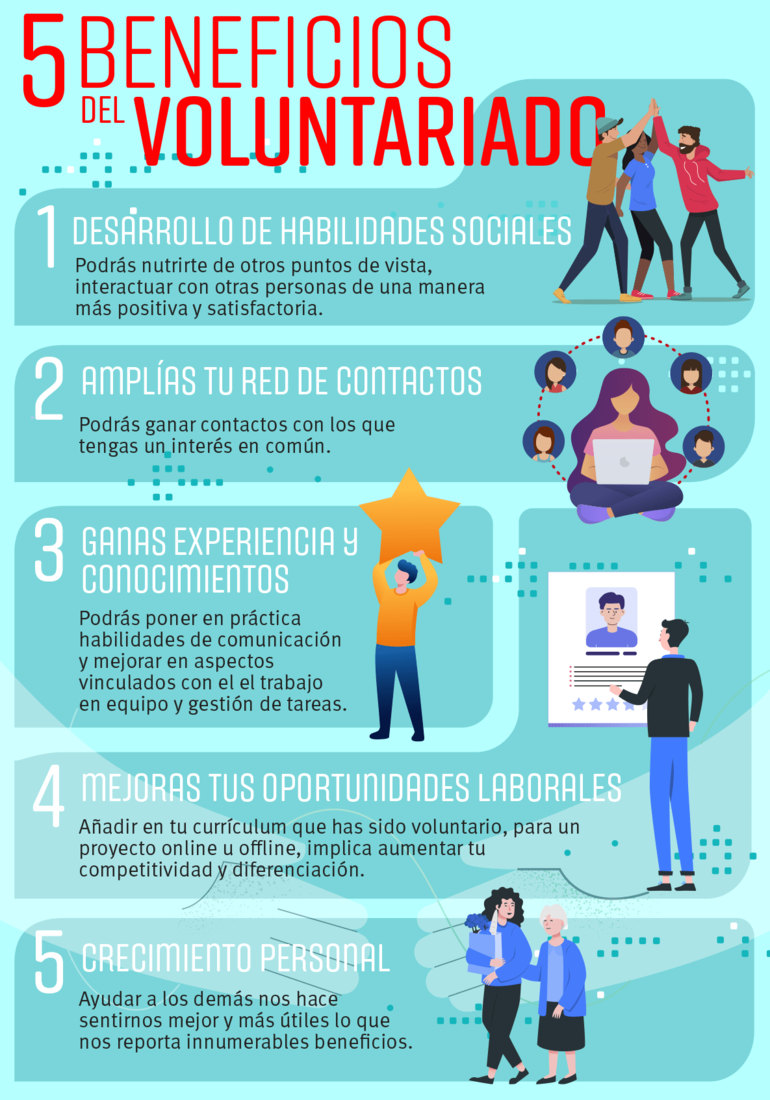 5 BENEFICIOS
DEL VOLUNTARIADO
1 DESARROLLO DE HABILIDADES SOCIALES
Podrás nutrirte de otros puntos de vista,
interactuar con otras personas de una manera
más positiva y satisfactoria.
2 AMPLÍAS TU RED DE CONTACTOS
Podrás ganar contactos con los que
tengas un interés en común.
3 GANAS EXPERIENCIA Y
CONOCIMIENTOS
Podrás poner en práctica
habilidades de comunicación
y mejorar en aspectos
vinculados con el el trabajo
en equipo y gestión de tareas.
4 MEJORAS TUS OPORTUNIDADES LABORALES
Añadir en tu currículum que has sido voluntario, para un
proyecto online u offline, implica aumentar tu
competitividad y diferenciación.
5 CRECIMIENTO PERSONAL
Ayudar a los demás nos hace
sentirnos mejor y más útiles lo que
nos reporta innumerables beneficios.